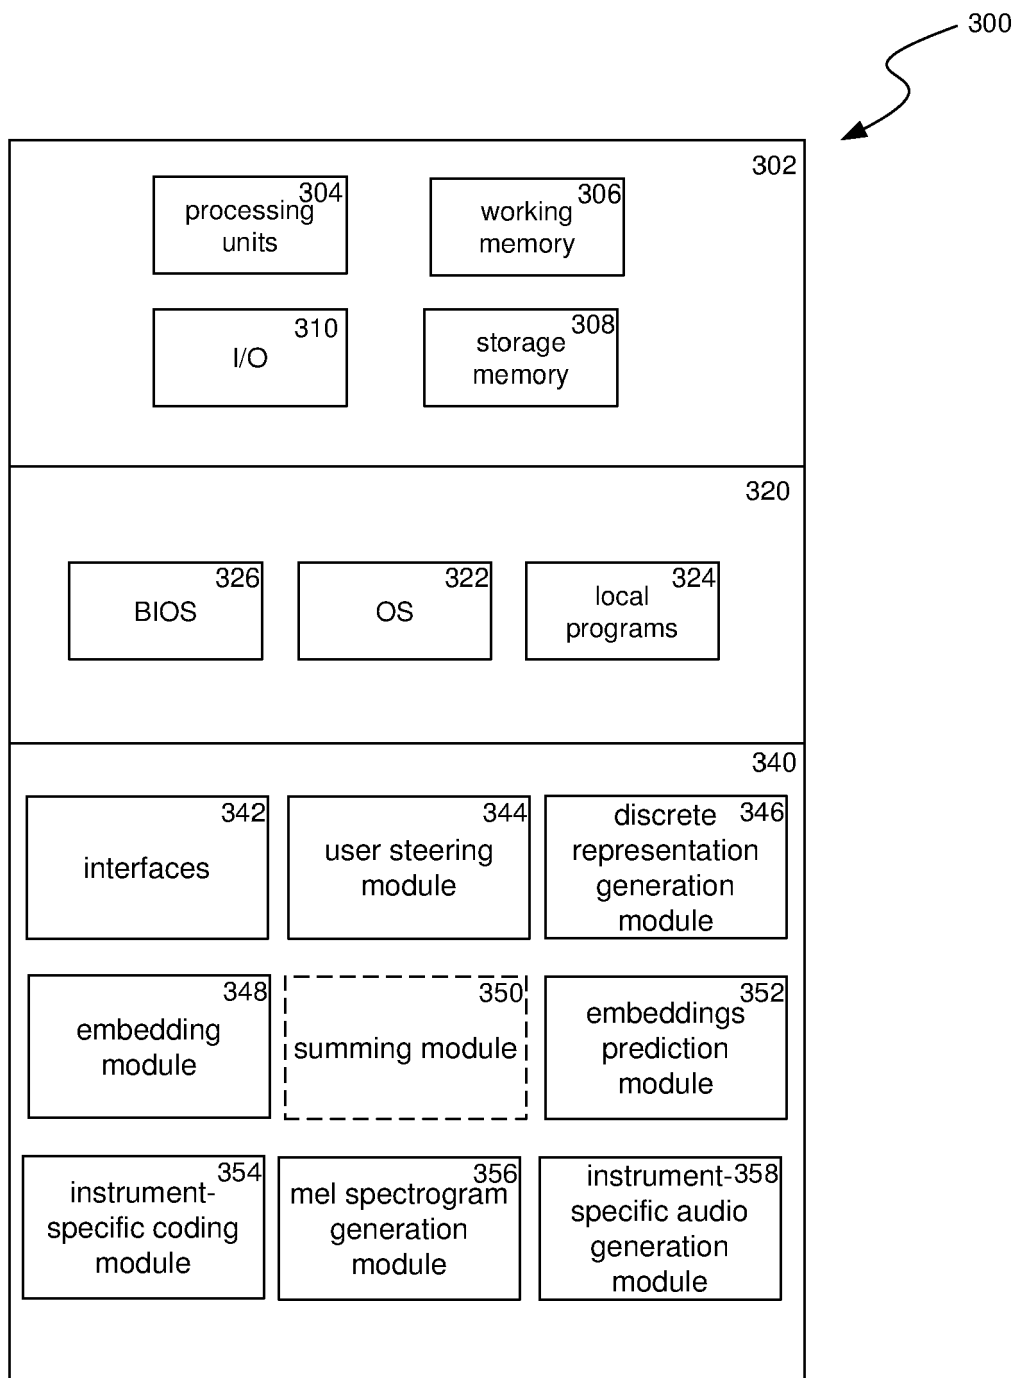 300
302
304
processing
units
306
working
memory
310
I/O
308
storage
memory
320
326
BIOS
322
OS
324
local
programs
340
342
interfaces
344
user steering
module
346
discrete
representation
generation
module
348
embedding
module
350
summing module
352
embeddings
prediction
module
354
instrument-
specific coding
module
356
mel spectrogram
generation
module
358
instrument-
specific audio
generation
module